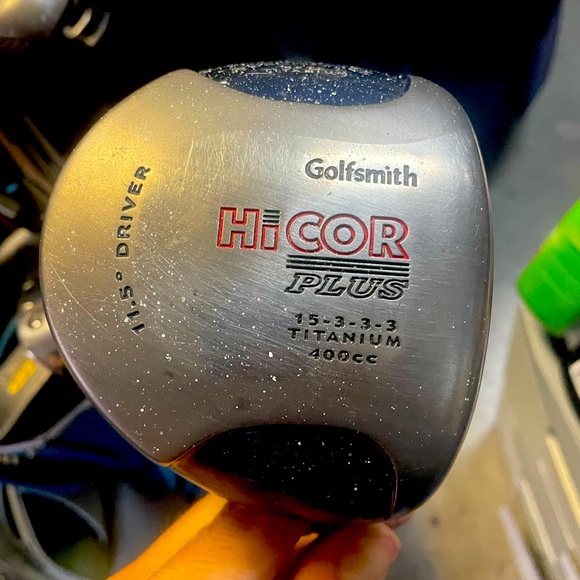 Golfsmith
HiCOR
PLUS
15-3-3-3
TITANIUM
400cc
11.5° DRIVER